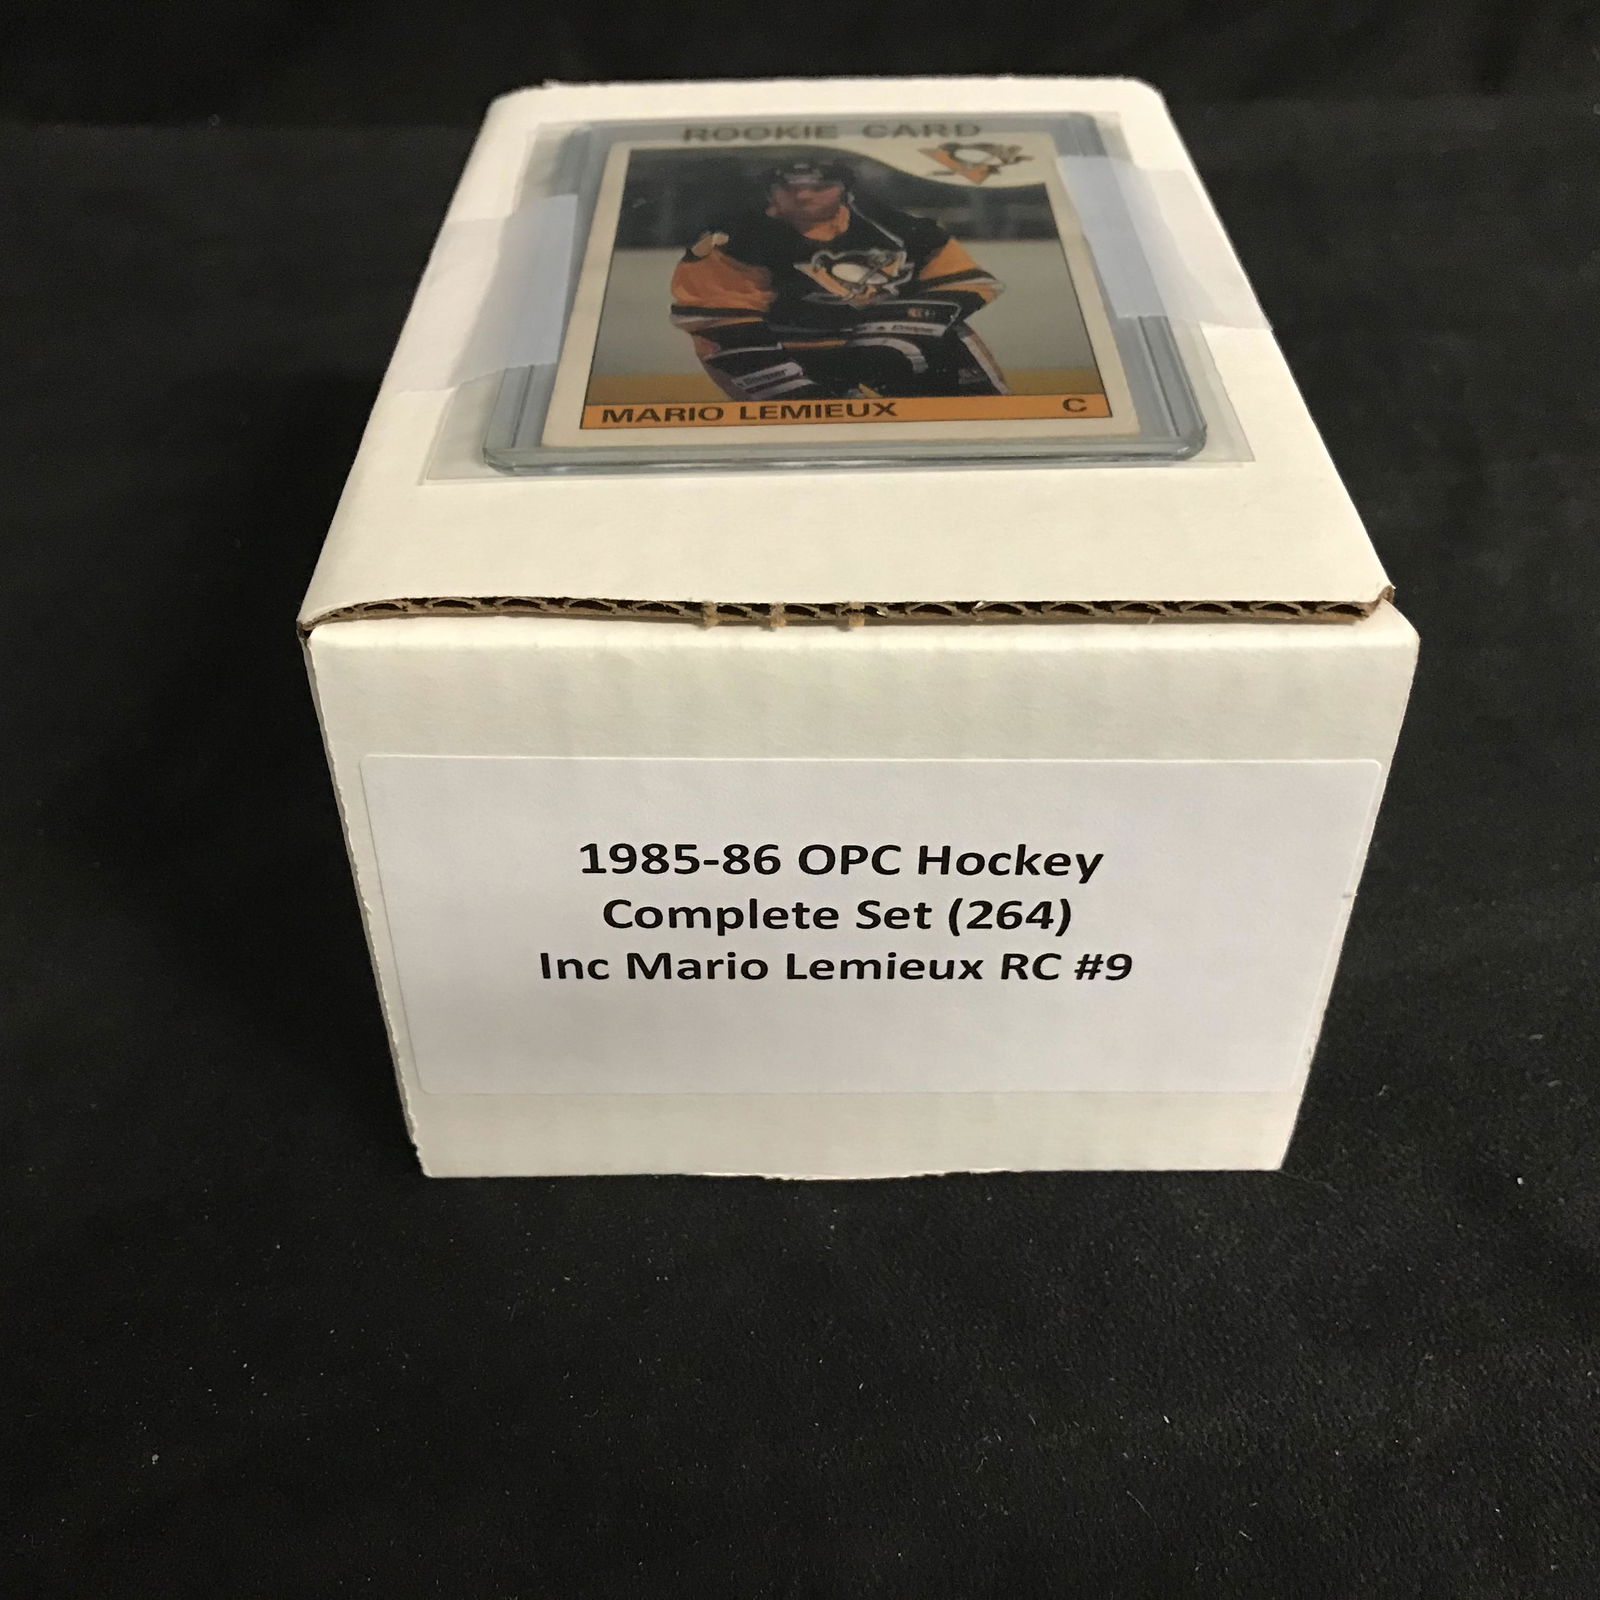 ROOKIE CARD
MARIO LEMIEUX C
1985-86 OPC Hockey
Complete Set (264)
Inc Mario Lemieux RC #9